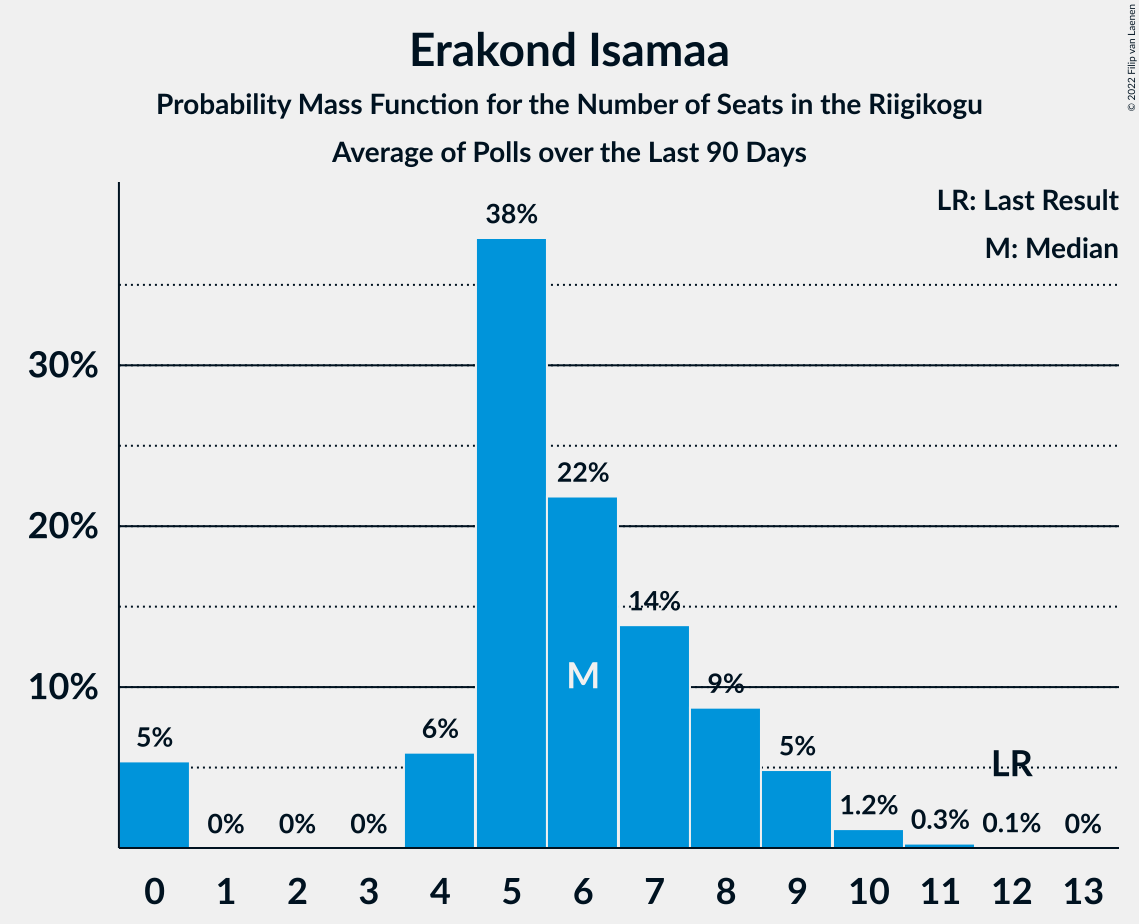 Erakond Isamaa
Probability Mass Function for the Number of Seats in the Riigikogu
Average of Polls over the Last 90 Days
© 2022 Filip van Laenen
LR: Last Result
M: Median
38%
30%
22%
20%
14%
M
10%
9%
6%
5%
5%
LR
1.2%
0.3%
0.1%
0%
0%
0%
0%
0 1 2 3 4 5 6 7 8 9 10 11 12 13